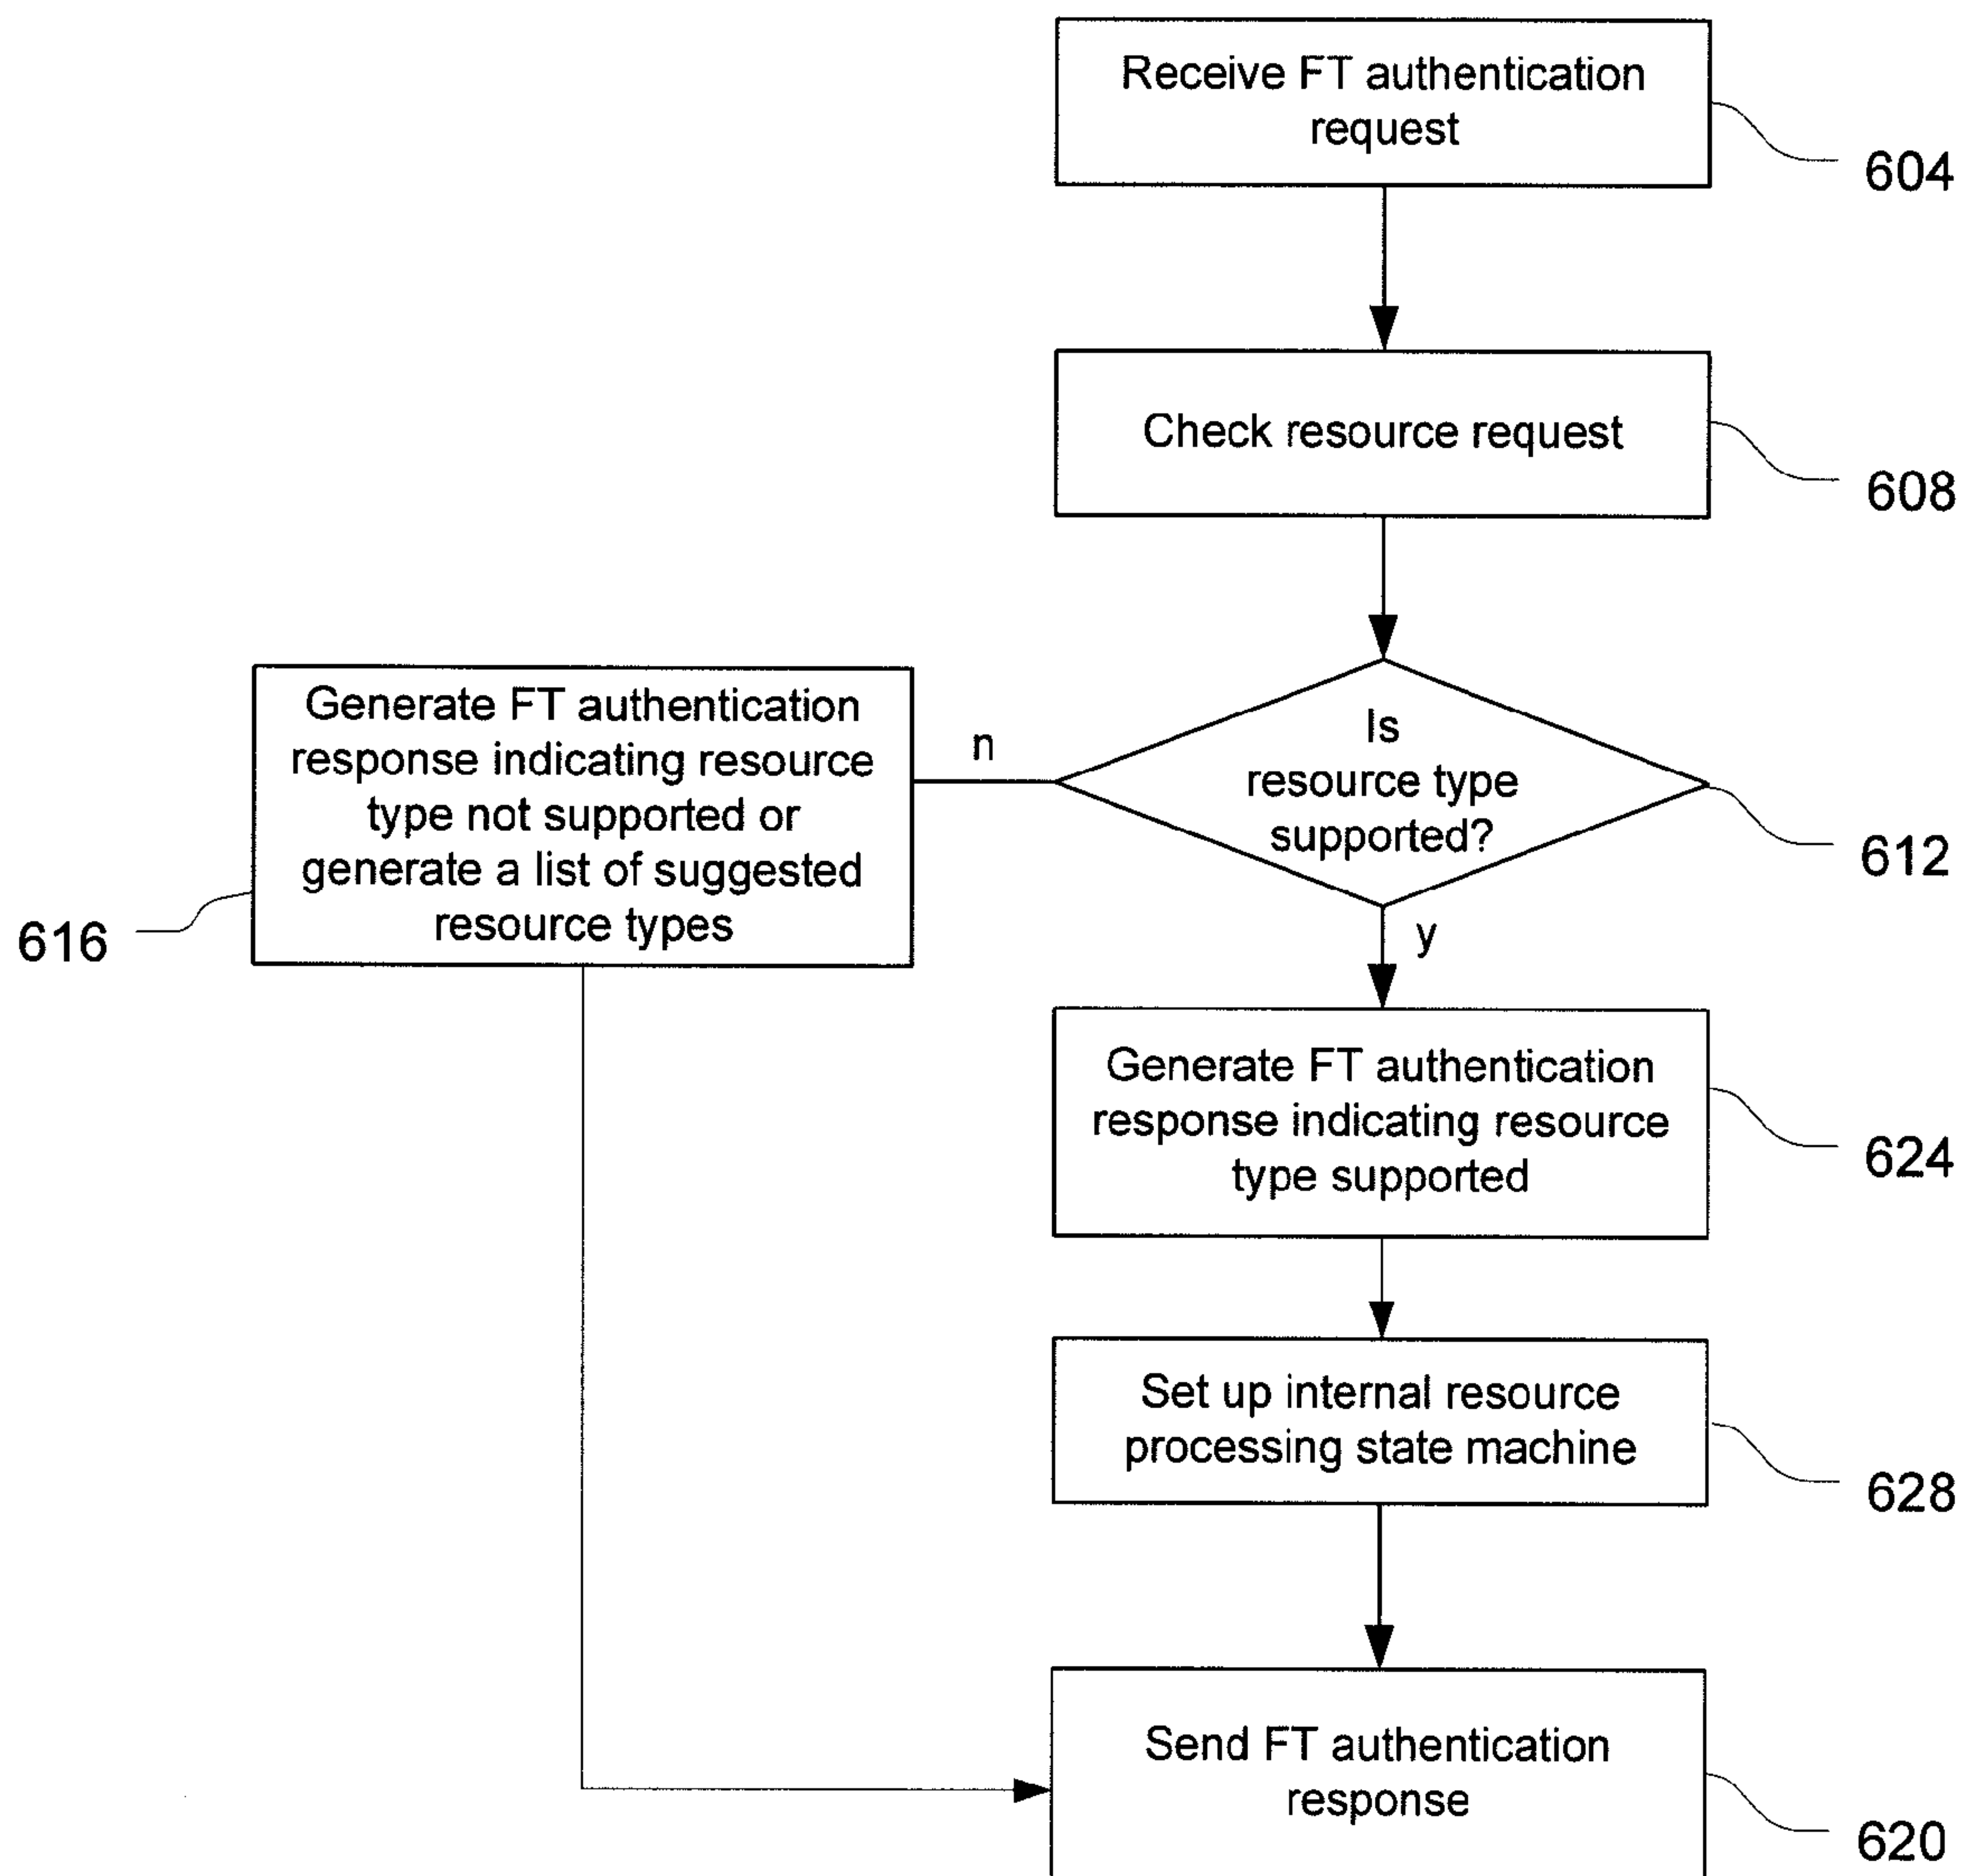 Receive FT authentication
request
604
Check resource request
608
Is
resource type
supported?
612
n
y
Generate FT authentication
response indicating resource
type not supported or
generate a list of suggested
resource types
616
Generate FT authentication
response indicating resource
type supported
624
Set up internal resource
processing state machine
628
Send FT authentication
response
620